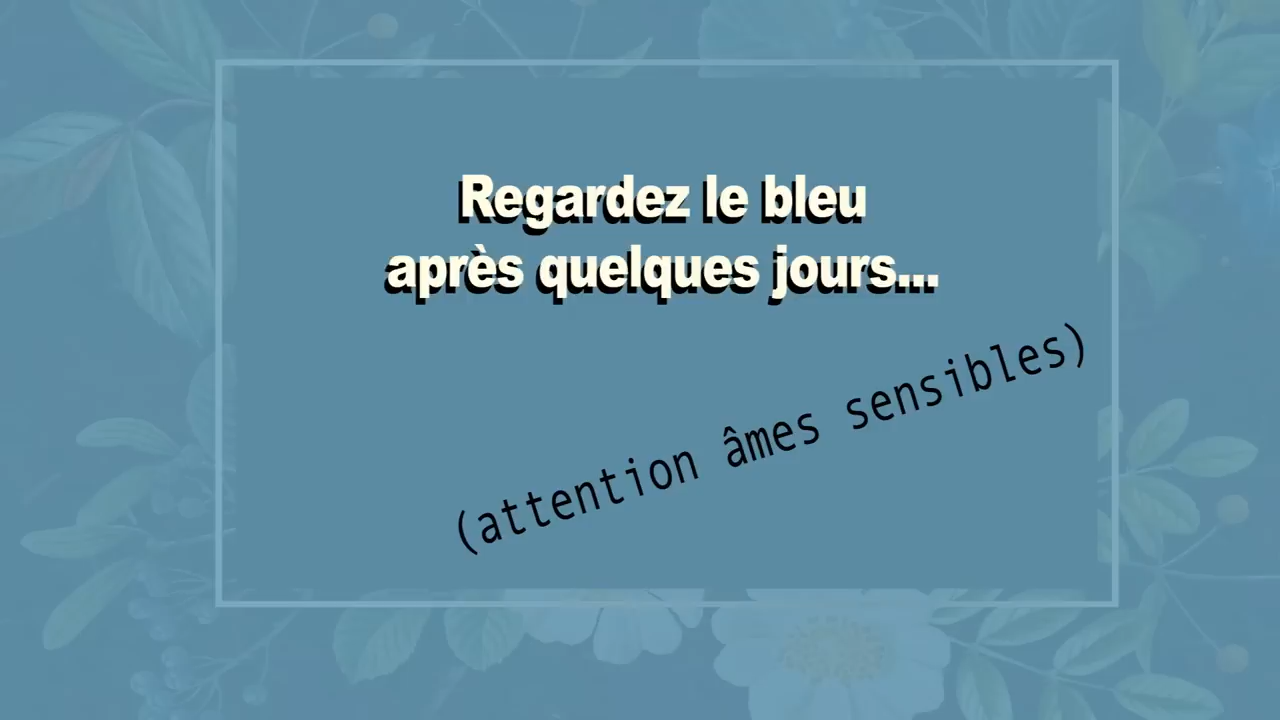 Regardez le bleu
après quelques jours...
(attention âmes sensibles)